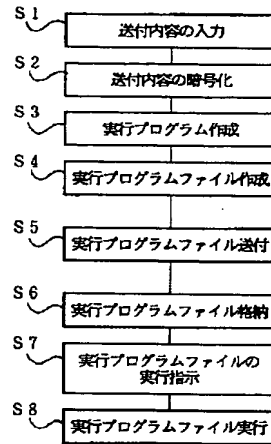 S1
送付内容の入力
S2
送付内容の暗号化
S3
実行プログラム作成
S4
実行プログラムファイル作成
S5
実行プログラムファイル送付
S6
実行プログラムファイル格納
S7
実行プログラムファイルの
実行指示
S8
実行プログラムファイル実行